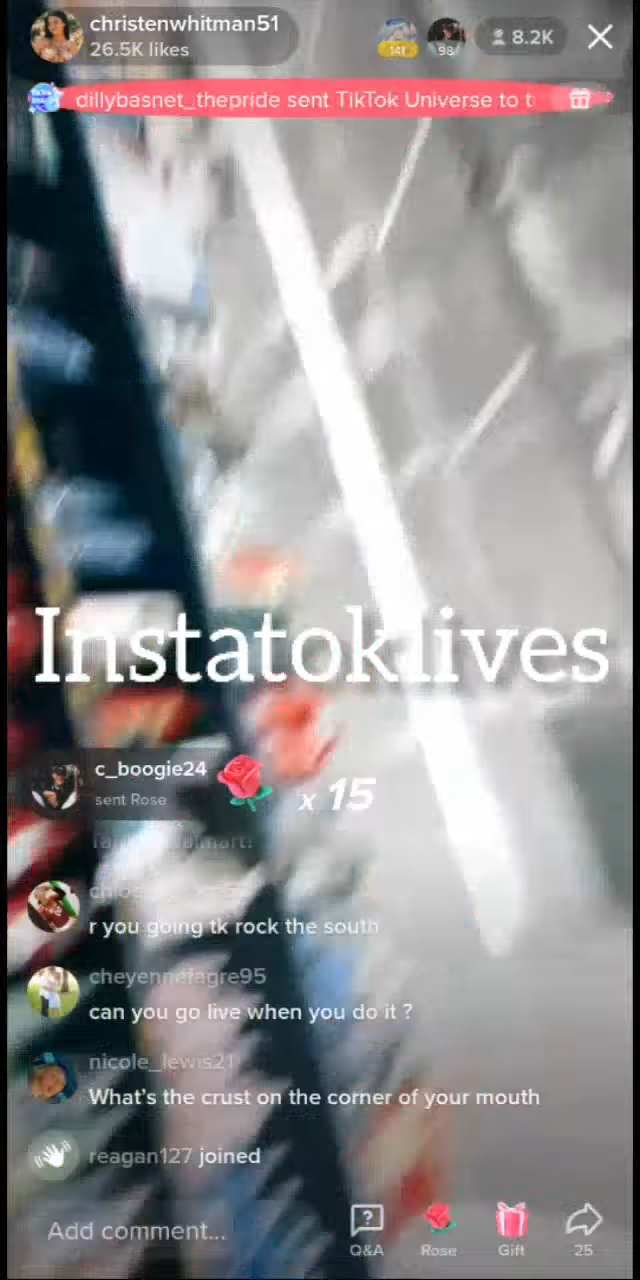 christenwhitman51
26.5K likes
141
98
8.2K
dillybasnet_thepride sent TikTok Universe to t
Instatoklives
c_boogie24
sent Rose
x 15
r you going tk rock the south
cheyennefagre95
can you go live when you do it ?
nicole_lewis21
What's the crust on the corner of your mouth
reagan127 joined
Add comment...
Q&A
Rose
Gift
25